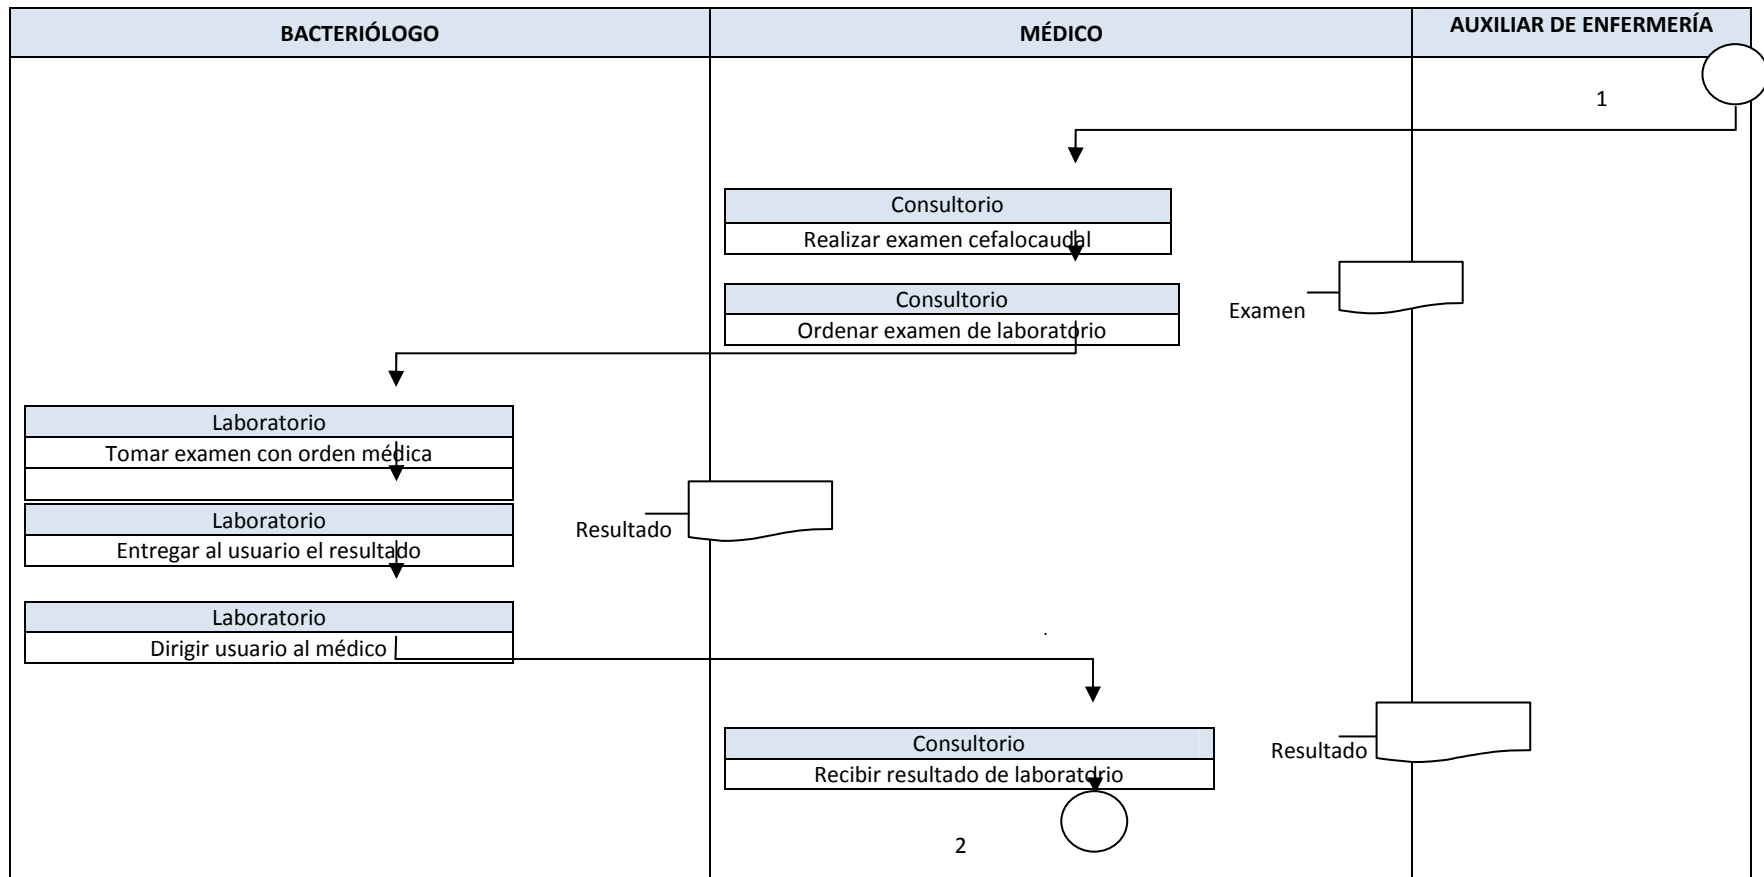 BACTERIÓLOGO
MÉDICO
AUXILIAR DE ENFERMERÍA
1
Consultorio
Realizar examen cefalocaudal
Consultorio
Ordenar examen de laboratorio
Examen
Laboratorio
Tomar examen con orden médica
Laboratorio
Entregar al usuario el resultado
Resultado
Laboratorio
Dirigir usuario al médico
.
Consultorio
Recibir resultado de laboratorio
Resultado
2